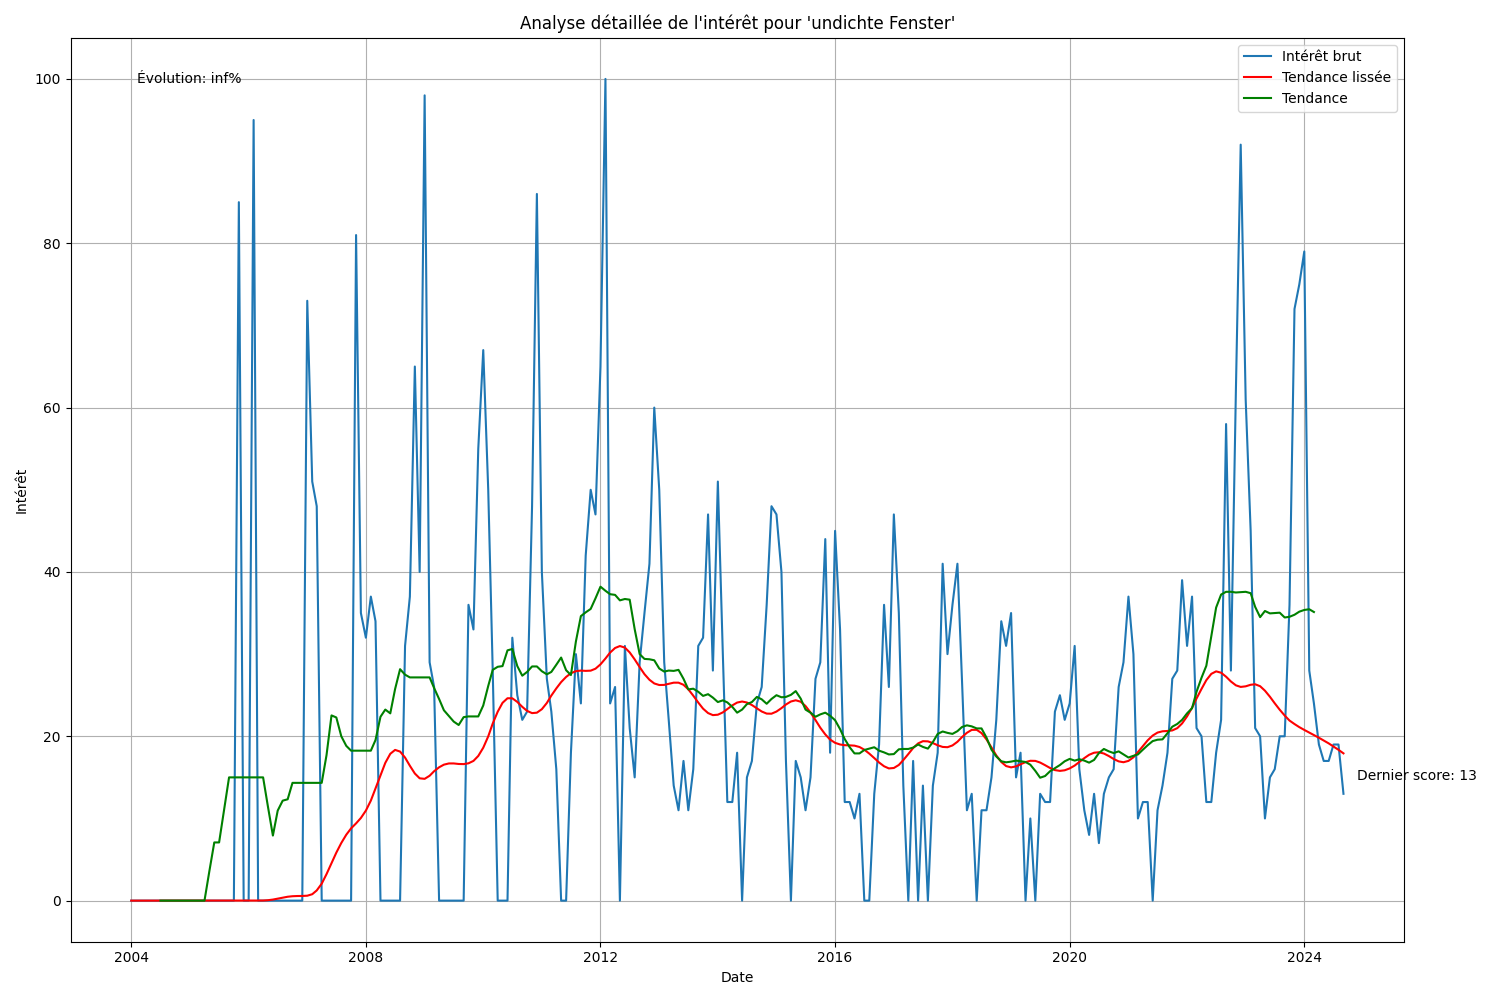 Analyse détaillée de l'intérêt pour 'undichte Fenster'
Évolution: inf%
Intérêt brut
Tendance lissée
Tendance
100
80
60
40
20
0
Intérêt
Dernier score: 13
2004
2008
2012
2016
2020
2024
Date